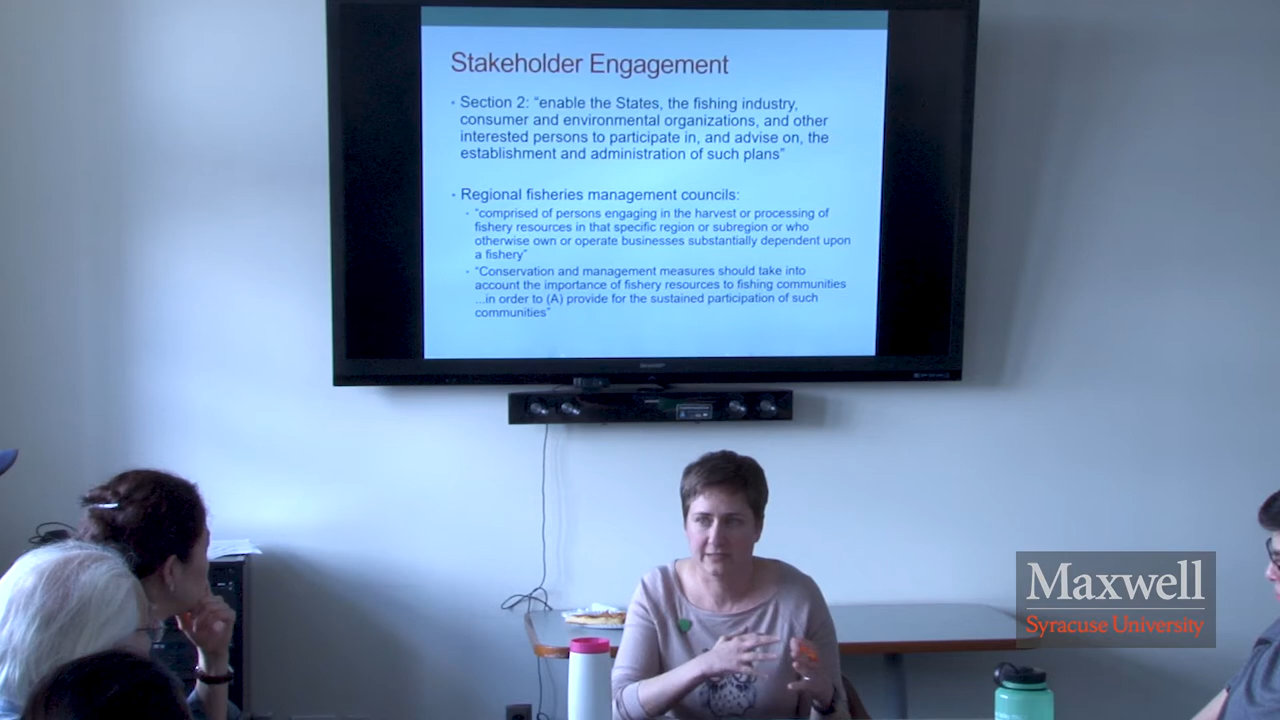 Stakeholder Engagement
• Section 2: “enable the States, the fishing industry,
consumer and environmental organizations, and other
interested persons to participate in, and advise on, the
establishment and administration of such plans”
• Regional fisheries management councils:
• “comprised of persons engaging in the harvest or processing of
fishery resources in that specific region or subregion or who
otherwise own or operate businesses substantially dependent upon
a fishery”
• “Conservation and management measures should take into
account the importance of fishery resources to fishing communities
...in order to (A) provide for the sustained participation of such
communities”
SHARP
Maxwell
Syracuse University